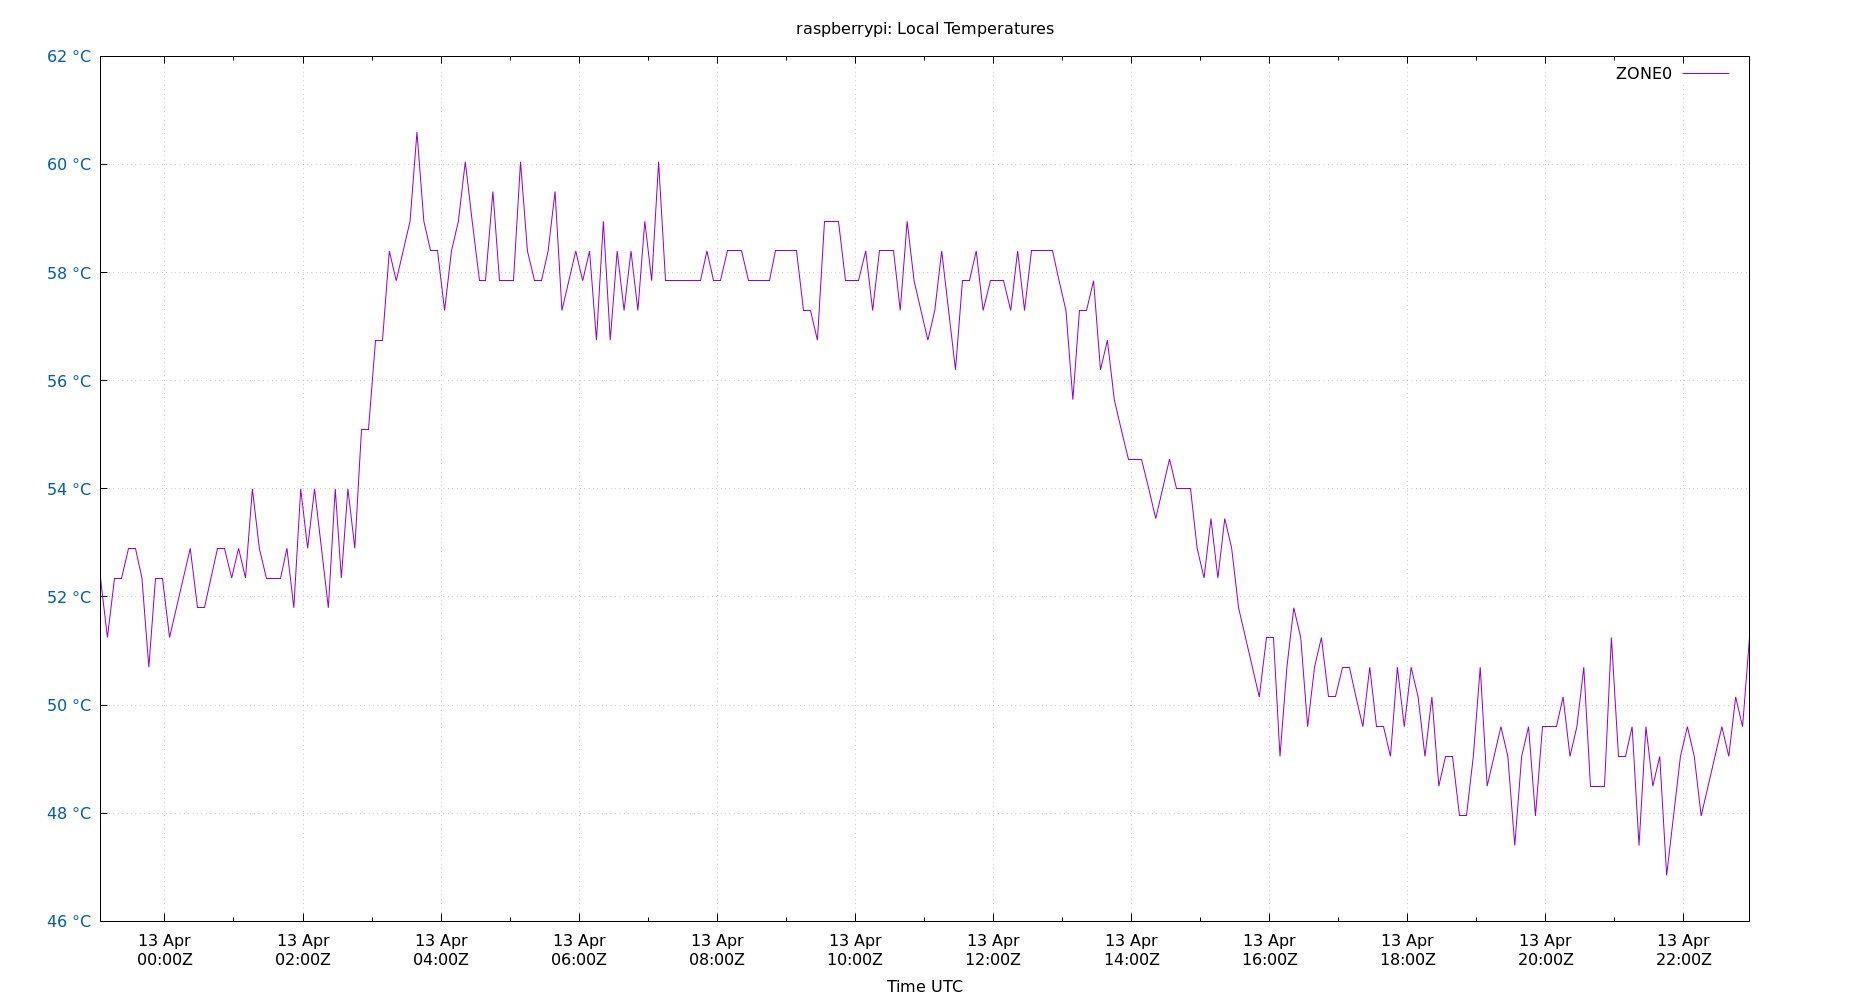 raspberrypi: Local Temperatures
62 °C
ZONE0
60 °C
58 °C
56 °C
54 °C
52 °C
50 °C
48 °C
46 °C
13 Apr 13 Apr 13 Apr 13 Apr 13 Apr 13 Apr 13 Apr 13 Apr 13 Apr 13 Apr 13 Apr 13 Apr
00:00Z 02:00Z 04:00Z 06:00Z 08:00Z 10:00Z 12:00Z 14:00Z 16:00Z 18:00Z 20:00Z 22:00Z
Time UTC